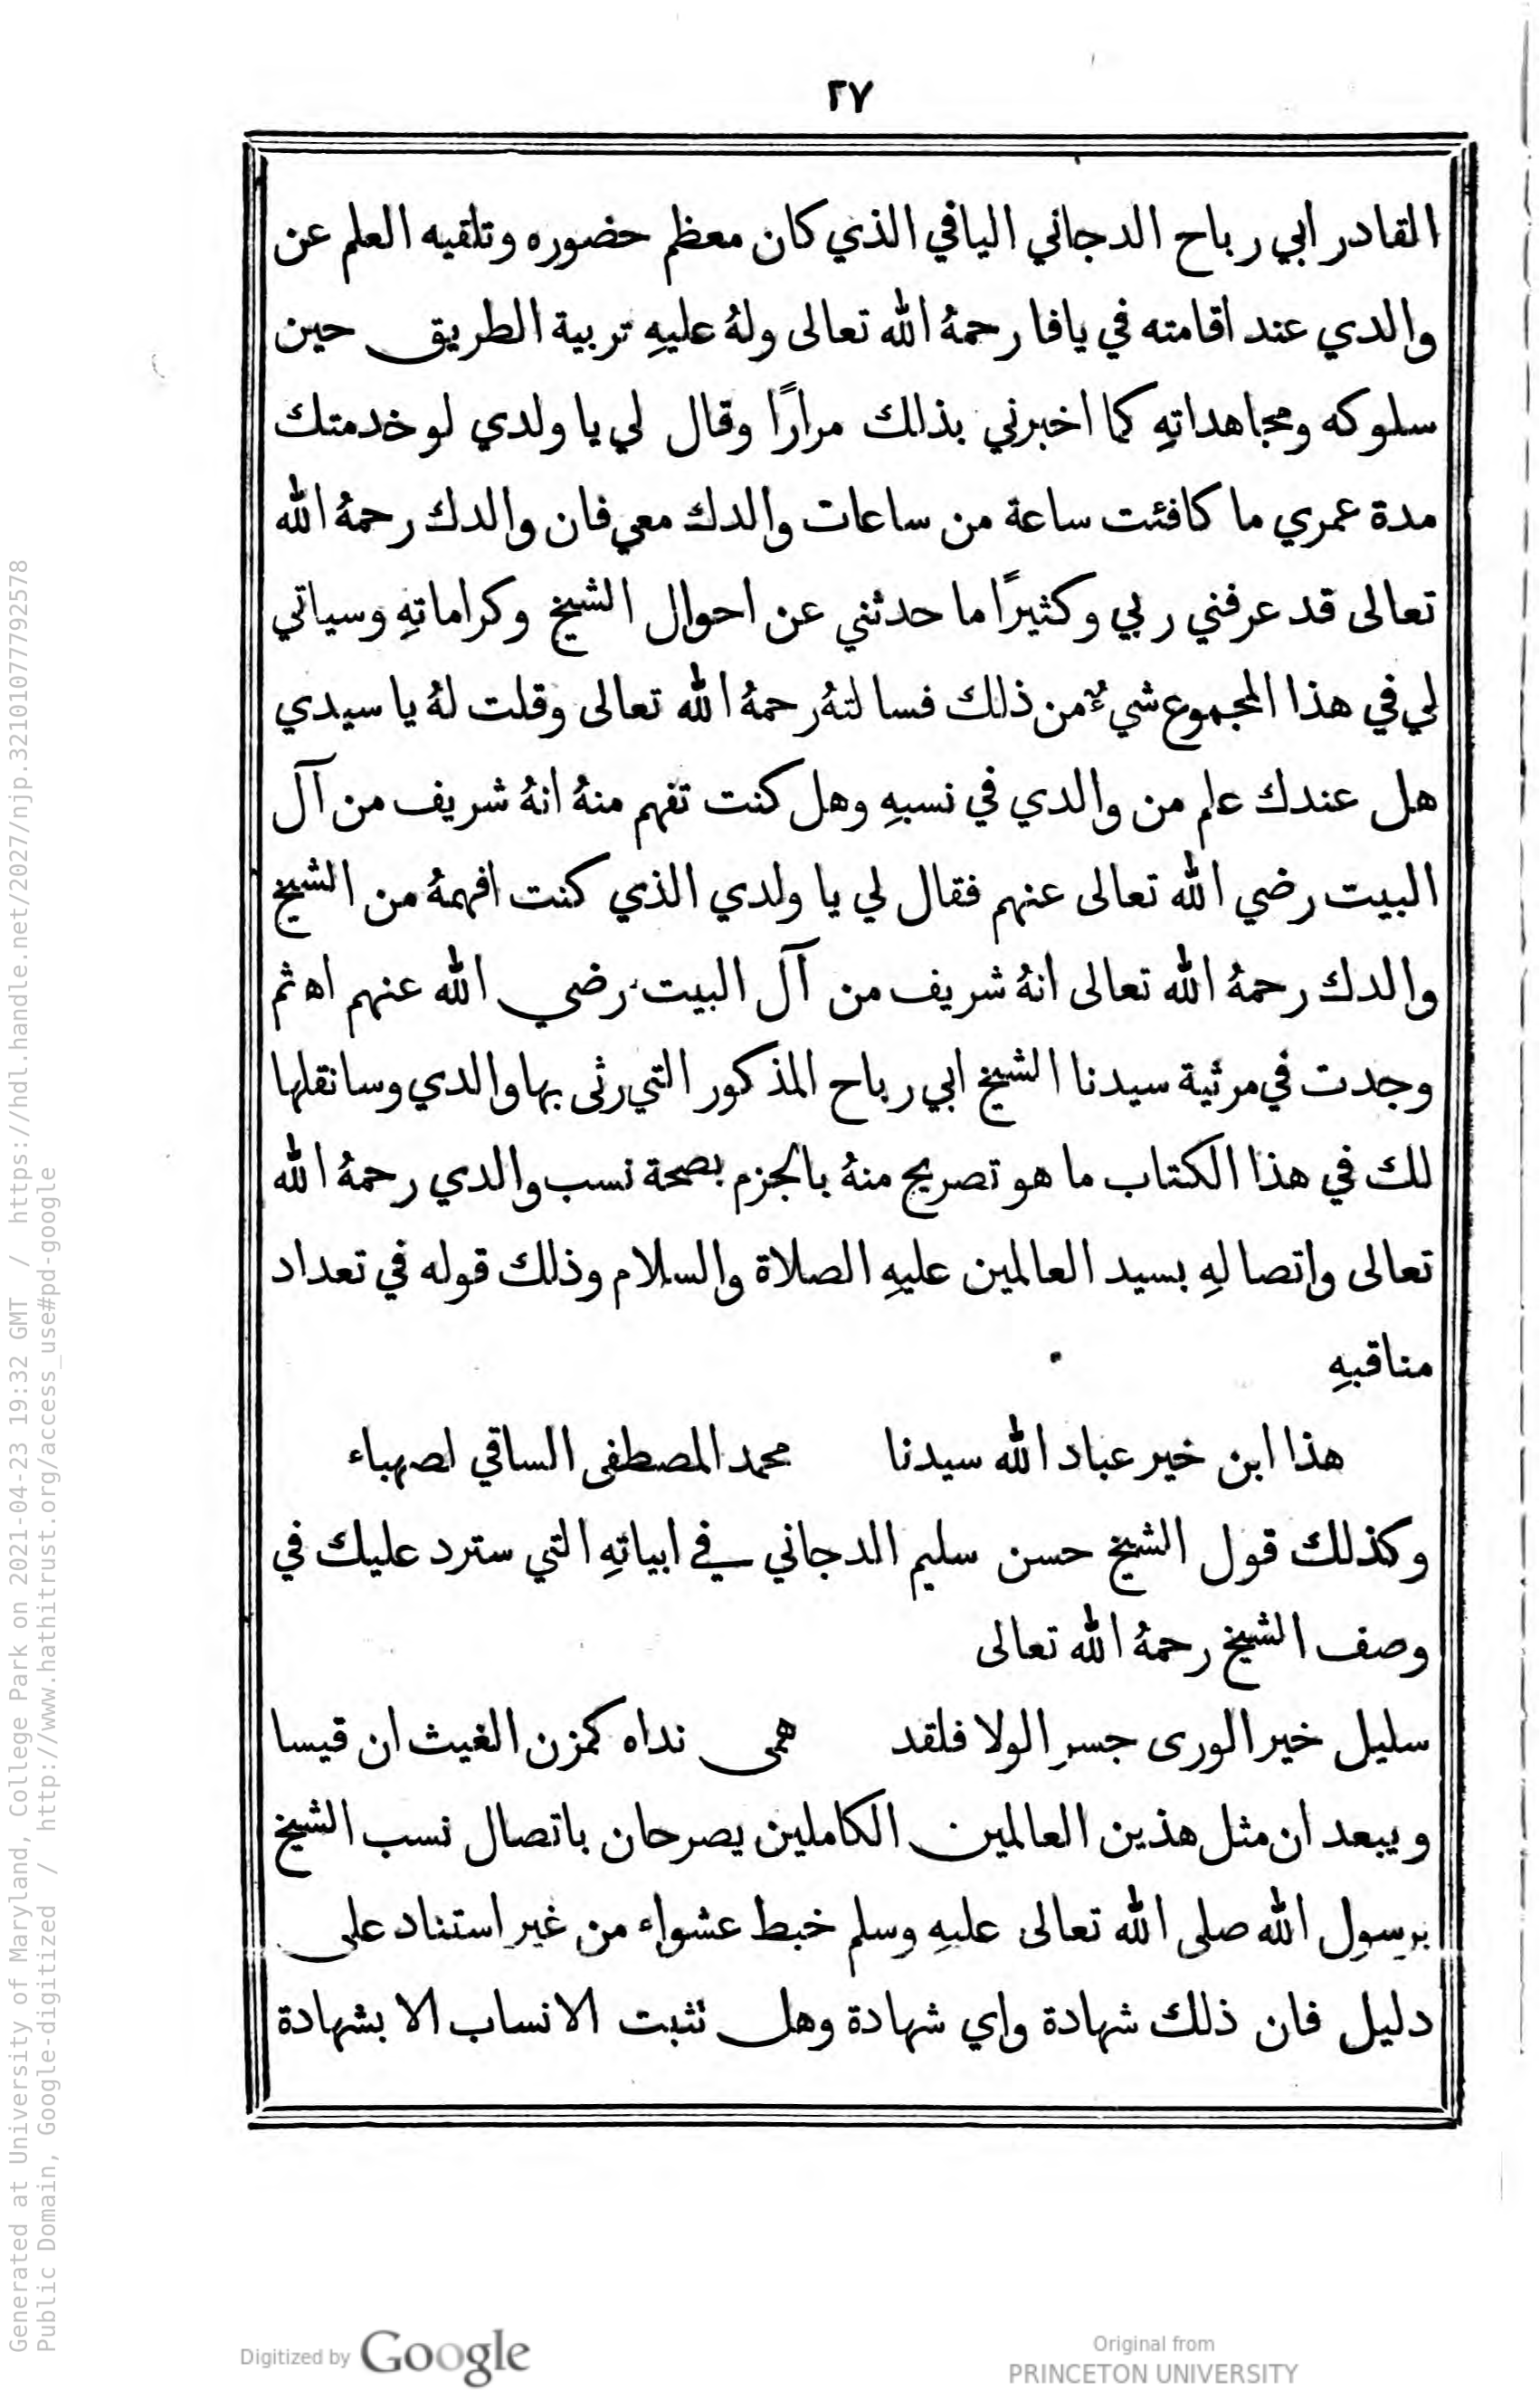 ٢٧
القادر ابي رباح الدجاني اليافي الذي كان معظم حضوره وتلقيه العلم عن
والدي عند اقامته في يافا رحمهُ الله تعالى ولهُ عليهِ تربية الطريق حين
سلوكه ومجاهداتهِ كما اخبرني بذلك مرارًا وقال لي يا ولدي لو خدمتك
مدة عمري ما كافئت ساعة من ساعات والدك معي فان والدك رحمهُ الله
تعالى قد عرفني ربي وكثيرًا ما حدثني عن احوال الشيخ وكراماتهِ وسياتي
لي في هذا المجموع شيءٌ من ذلك فسالتهُ رحمهُ الله تعالى وقلت لهُ يا سيدي
هل عندك علم من والدي في نسبهِ وهل كنت تفهم منهُ انهُ شريف من آل
البيت رضي الله تعالى عنهم فقال لي يا ولدي الذي كنت افهمهُ من الشيخ
والدك رحمهُ الله تعالى انهُ شريف من آل البيت رضي الله عنهم اه ثم
وجدت في مرثية سيدنا الشيخ ابي رباح المذكور التي رثى بها والدي وسانقلها
لك في هذا الكتاب ما هو تصريح منهُ بالجزم بصحة نسب والدي رحمهُ الله
تعالى واتصالهِ بسيد العالمين عليهِ الصلاة والسلام وذلك قوله في تعداد
مناقبهِ
هذا ابن خير عباد الله سيدنا محمد المصطفى الساقي لصهباء
وكذلك قول الشيخ حسن سليم الدجاني في ابياتهِ التي سترد عليك في
وصف الشيخ رحمهُ الله تعالى
سليل خير الورى جسرِ الولا فلقد همى نداه كمزن الغيث ان قيسا
ويبعد ان مثل هذين العالمين الكاملين يصرحان باتصال نسب الشيخ
برسول الله صلى الله تعالى عليهِ وسلم خبط عشواء من غير استناد على
دليل فان ذلك شهادة واي شهادة وهل تثبت الانساب الا بشهادة
Generated at University of Maryland, College Park on 2021-04-23 19:32 GMT / https://hdl.handle.net/2027/njp.32101077792578
Public Domain, Google-digitized / http://www.hathitrust.org/access_use#pd-google
Digitized by Google
Original from
PRINCETON UNIVERSITY